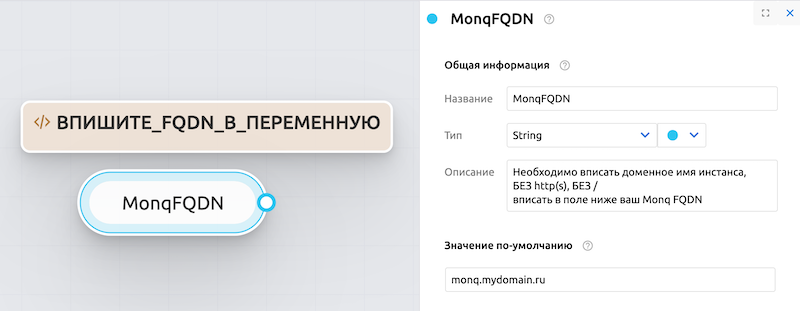 ВПИШИТЕ_FQDN_В_ПЕРЕМЕННУЮ
MonqFQDN
MonqFQDN
Общая информация
Название MonqFQDN
Тип String
Описание Необходимо вписать доменное имя инстанса,
БЕЗ http(s), БЕЗ /
вписать в поле ниже ваш Monq FQDN
Значение по-умолчанию
monq.mydomain.ru